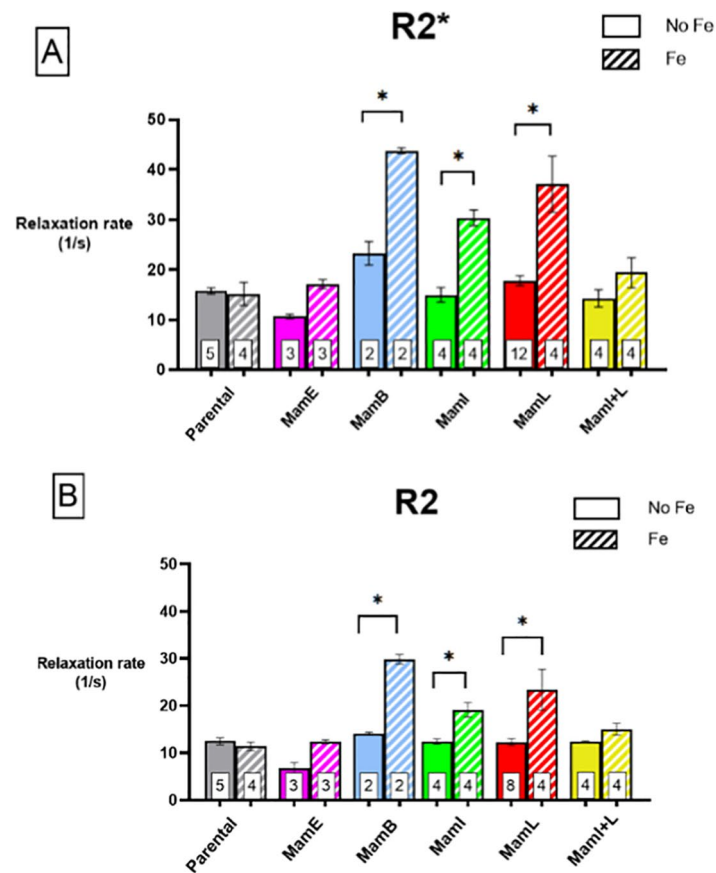 A
R2*
No Fe
Fe
*
*
*
50
40
30
20
10
0
Relaxation rate
(1/s)
5 4 3 3 2 2 4 4 12 4 4 4
Parental MamE MamB MamI MamL MamI+L
B
R2
No Fe
Fe
*
*
*
50
40
30
20
10
0
Relaxation rate
(1/s)
5 4 3 3 2 2 4 4 8 4 4 4
Parental MamE MamB MamI MamL MamI+L